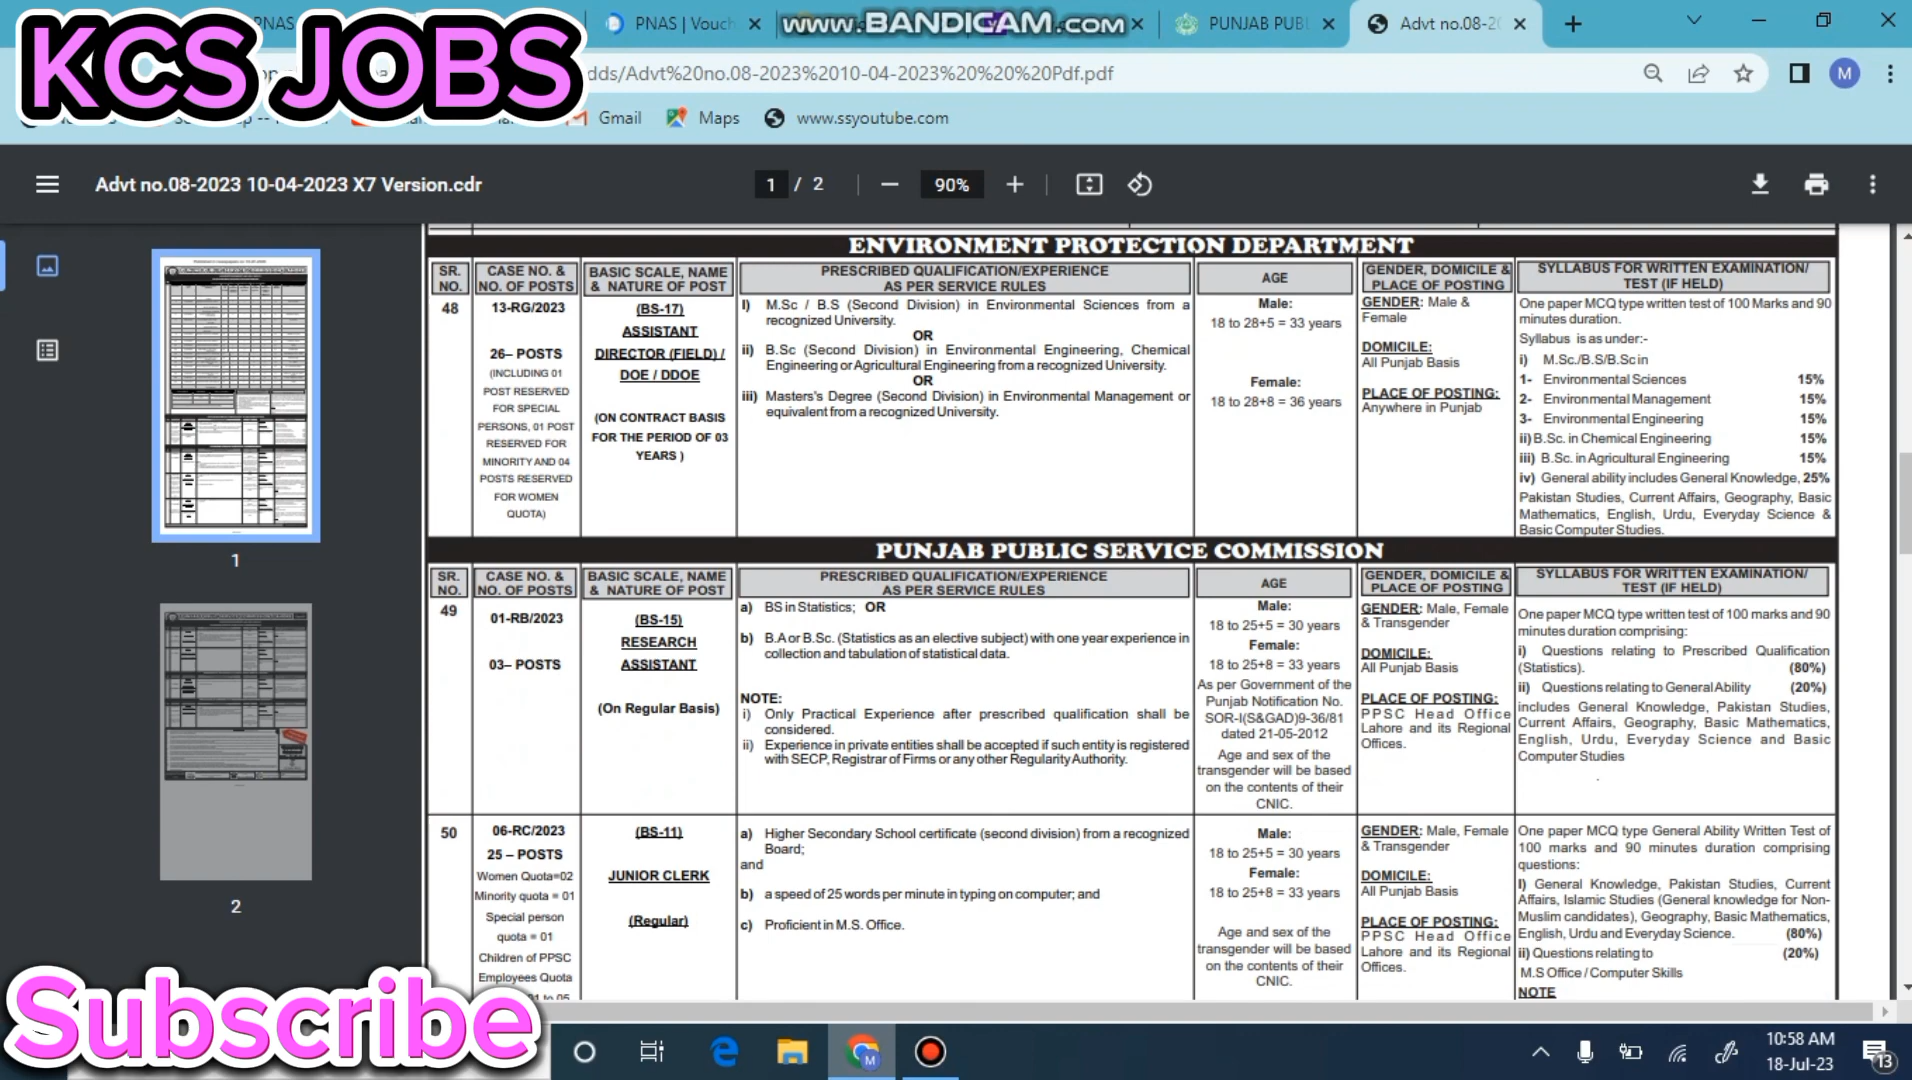 KCS JOBS
PNAS
PNAS | Vouch
www.BANDICAM.com
PUNJAB PUBL
Advt no.08-20
dds/Advt%20no.08-2023%2010-04-2023%20%20%20Pdf.pdf
M
Gmail
Maps
www.ssyoutube.com
Advt no.08-2023 10-04-2023 X7 Version.cdr
1 / 2
90%
1
2
ENVIRONMENT PROTECTION DEPARTMENT
SR. NO.
CASE NO. & NO. OF POSTS
BASIC SCALE, NAME & NATURE OF POST
PRESCRIBED QUALIFICATION/EXPERIENCE AS PER SERVICE RULES
AGE
GENDER, DOMICILE & PLACE OF POSTING
SYLLABUS FOR WRITTEN EXAMINATION/ TEST (IF HELD)
48
13-RG/2023
26– POSTS
(INCLUDING 01
POST RESERVED
FOR SPECIAL
PERSONS, 01 POST
RESERVED FOR
MINORITY AND 04
POSTS RESERVED
FOR WOMEN
QUOTA)
(BS-17)
ASSISTANT
DIRECTOR (FIELD) /
DOE / DDOE
(ON CONTRACT BASIS
FOR THE PERIOD OF 03
YEARS )
I) M.Sc / B.S (Second Division) in Environmental Sciences from a
recognized University.
OR
ii) B.Sc (Second Division) in Environmental Engineering, Chemical
Engineering or Agricultural Engineering from a recognized University.
OR
iii) Masters's Degree (Second Division) in Environmental Management or
equivalent from a recognized University.
Male:
18 to 28+5 = 33 years
Female:
18 to 28+8 = 36 years
GENDER: Male &
Female
DOMICILE:
All Punjab Basis
PLACE OF POSTING:
Anywhere in Punjab
One paper MCQ type written test of 100 Marks and 90
minutes duration.
Syllabus is as under:-
i) M.Sc./B.S/B.Sc in
1- Environmental Sciences 15%
2- Environmental Management 15%
3- Environmental Engineering 15%
ii) B.Sc. in Chemical Engineering 15%
iii) B.Sc. in Agricultural Engineering 15%
iv) General ability includes General Knowledge, 25%
Pakistan Studies, Current Affairs, Geography, Basic
Mathematics, English, Urdu, Everyday Science &
Basic Computer Studies.
PUNJAB PUBLIC SERVICE COMMISSION
SR. NO.
CASE NO. & NO. OF POSTS
BASIC SCALE, NAME & NATURE OF POST
PRESCRIBED QUALIFICATION/EXPERIENCE AS PER SERVICE RULES
AGE
GENDER, DOMICILE & PLACE OF POSTING
SYLLABUS FOR WRITTEN EXAMINATION/ TEST (IF HELD)
49
01-RB/2023
03– POSTS
(BS-15)
RESEARCH
ASSISTANT
(On Regular Basis)
a) BS in Statistics; OR
b) B.A or B.Sc. (Statistics as an elective subject) with one year experience in
collection and tabulation of statistical data.
NOTE:
i) Only Practical Experience after prescribed qualification shall be
considered.
ii) Experience in private entities shall be accepted if such entity is registered
with SECP, Registrar of Firms or any other Regularity Authority.
Male:
18 to 25+5 = 30 years
Female:
18 to 25+8 = 33 years
As per Government of the
Punjab Notification No.
SOR-I(S&GAD)9-36/81
dated 21-05-2012
Age and sex of the
transgender will be based
on the contents of their
CNIC.
GENDER: Male, Female
& Transgender
DOMICILE:
All Punjab Basis
PLACE OF POSTING:
PPSC Head Office
Lahore and its Regional
Offices.
One paper MCQ type written test of 100 marks and 90
minutes duration comprising:
i) Questions relating to Prescribed Qualification
(Statistics). (80%)
ii) Questions relating to General Ability (20%)
includes General Knowledge, Pakistan Studies,
Current Affairs, Geography, Basic Mathematics,
English, Urdu, Everyday Science and Basic
Computer Studies
50
06-RC/2023
25 – POSTS
Women Quota=02
Minority quota = 01
Special person
quota = 01
Children of PPSC
Employees Quota
(BS-11)
JUNIOR CLERK
(Regular)
a) Higher Secondary School certificate (second division) from a recognized
Board;
and
b) a speed of 25 words per minute in typing on computer; and
c) Proficient in M.S. Office.
Male:
18 to 25+5 = 30 years
Female:
18 to 25+8 = 33 years
Age and sex of the
transgender will be based
on the contents of their
CNIC.
GENDER: Male, Female
& Transgender
DOMICILE:
All Punjab Basis
PLACE OF POSTING:
PPSC Head Office
Lahore and its Regional
Offices.
One paper MCQ type General Ability Written Test of
100 marks and 90 minutes duration comprising
questions:
I) General Knowledge, Pakistan Studies, Current
Affairs, Islamic Studies (General knowledge for Non-
Muslim candidates), Geography, Basic Mathematics,
English, Urdu and Everyday Science. (80%)
ii) Questions relating to (20%)
M.S Office / Computer Skills
NOTE
Subscribe
M
10:58 AM
18-Jul-23
13